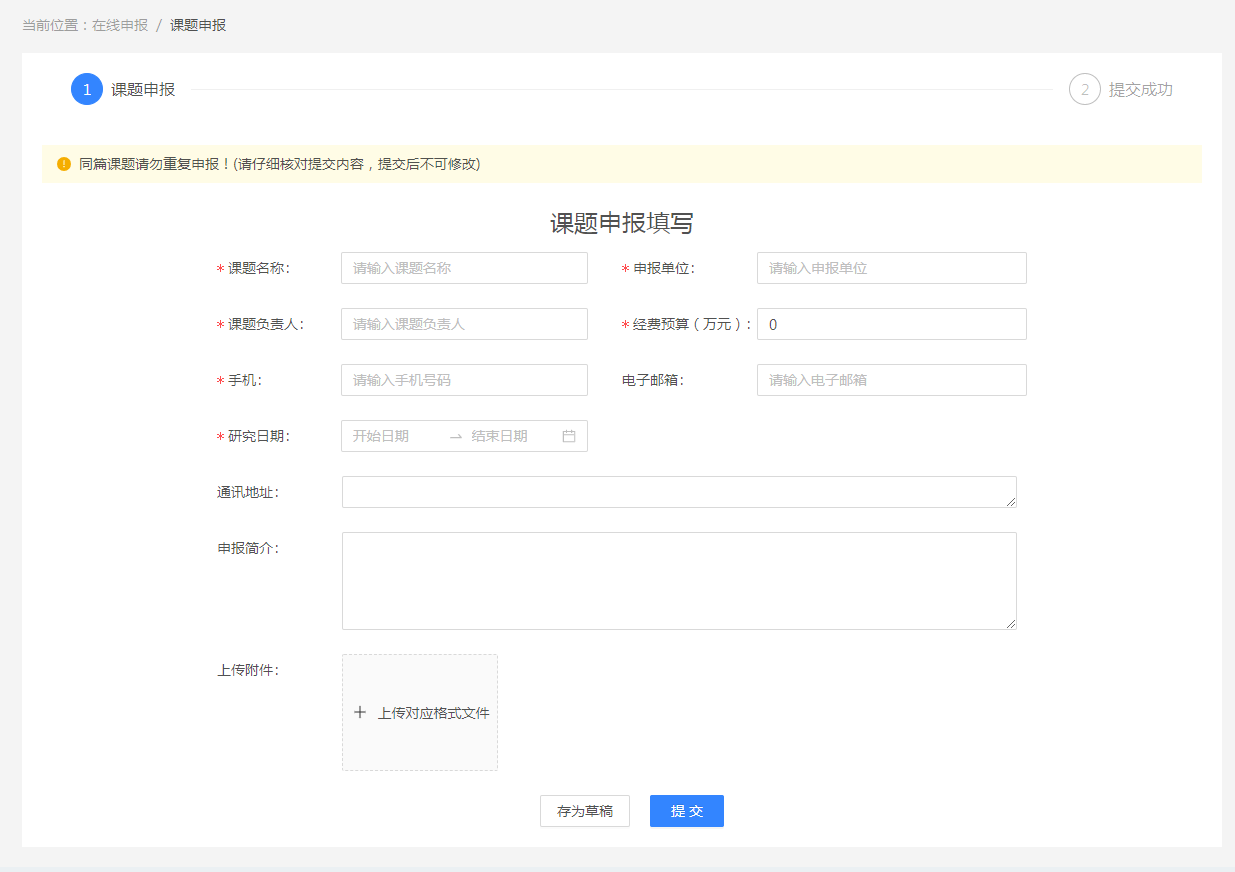 当前位置：在线申报 / 课题申报
1 课题申报
2 提交成功
同篇课题请勿重复申报！(请仔细核对提交内容，提交后不可修改)
课题申报填写
* 课题名称： 请输入课题名称 * 申报单位： 请输入申报单位
* 课题负责人： 请输入课题负责人 * 经费预算（万元）： 0
* 手机： 请输入手机号码 电子邮箱： 请输入电子邮箱
* 研究日期： 开始日期 → 结束日期
通讯地址：
申报简介：
上传附件：
+ 上传对应格式文件
存为草稿 提 交